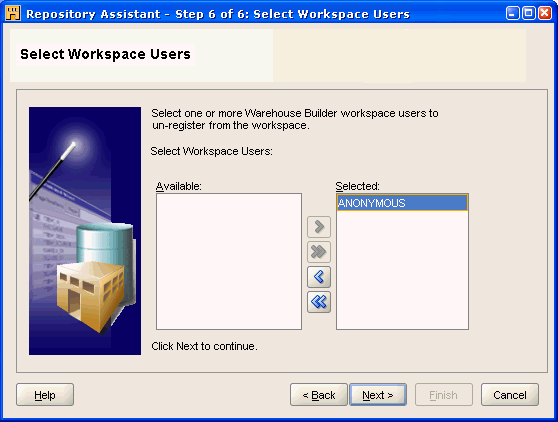 Repository Assistant - Step 6 of 6: Select Workspace Users
Select Workspace Users
Select one or more Warehouse Builder workspace users to
un-register from the workspace.
Select Workspace Users:
Available:
Selected:
ANONYMOUS
Click Next to continue.
Help
< Back
Next >
Finish
Cancel